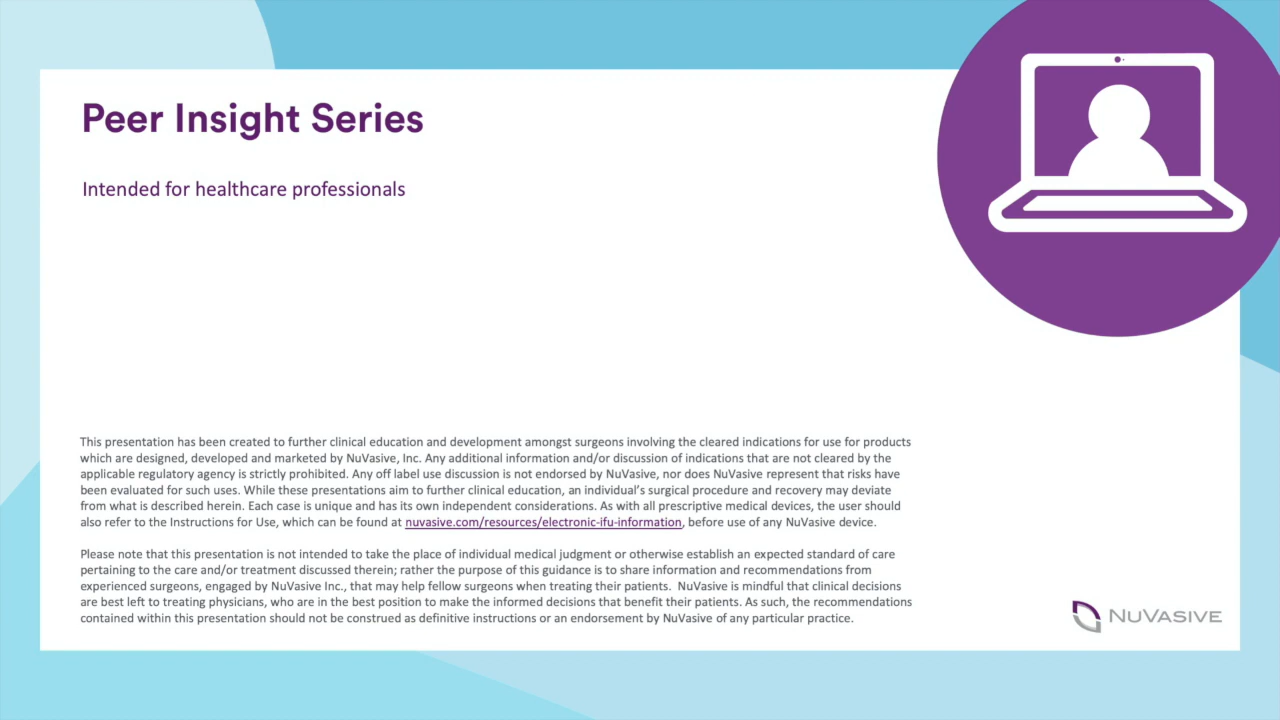 Peer Insight Series
Intended for healthcare professionals
This presentation has been created to further clinical education and development amongst surgeons involving the cleared indications for use for products
which are designed, developed and marketed by NuVasive, Inc. Any additional information and/or discussion of indications that are not cleared by the
applicable regulatory agency is strictly prohibited. Any off label use discussion is not endorsed by NuVasive, nor does NuVasive represent that risks have
been evaluated for such uses. While these presentations aim to further clinical education, an individual's surgical procedure and recovery may deviate
from what is described herein. Each case is unique and has its own independent considerations. As with all prescriptive medical devices, the user should
also refer to the Instructions for Use, which can be found at nuvasive.com/resources/electronic-ifu-information, before use of any NuVasive device.
Please note that this presentation is not intended to take the place of individual medical judgment or otherwise establish an expected standard of care
pertaining to the care and/or treatment discussed therein; rather the purpose of this guidance is to share information and recommendations from
experienced surgeons, engaged by NuVasive Inc., that may help fellow surgeons when treating their patients. NuVasive is mindful that clinical decisions
are best left to treating physicians, who are in the best position to make the informed decisions that benefit their patients. As such, the recommendations
contained within this presentation should not be construed as definitive instructions or an endorsement by NuVasive of any particular practice.
NUVASIVE